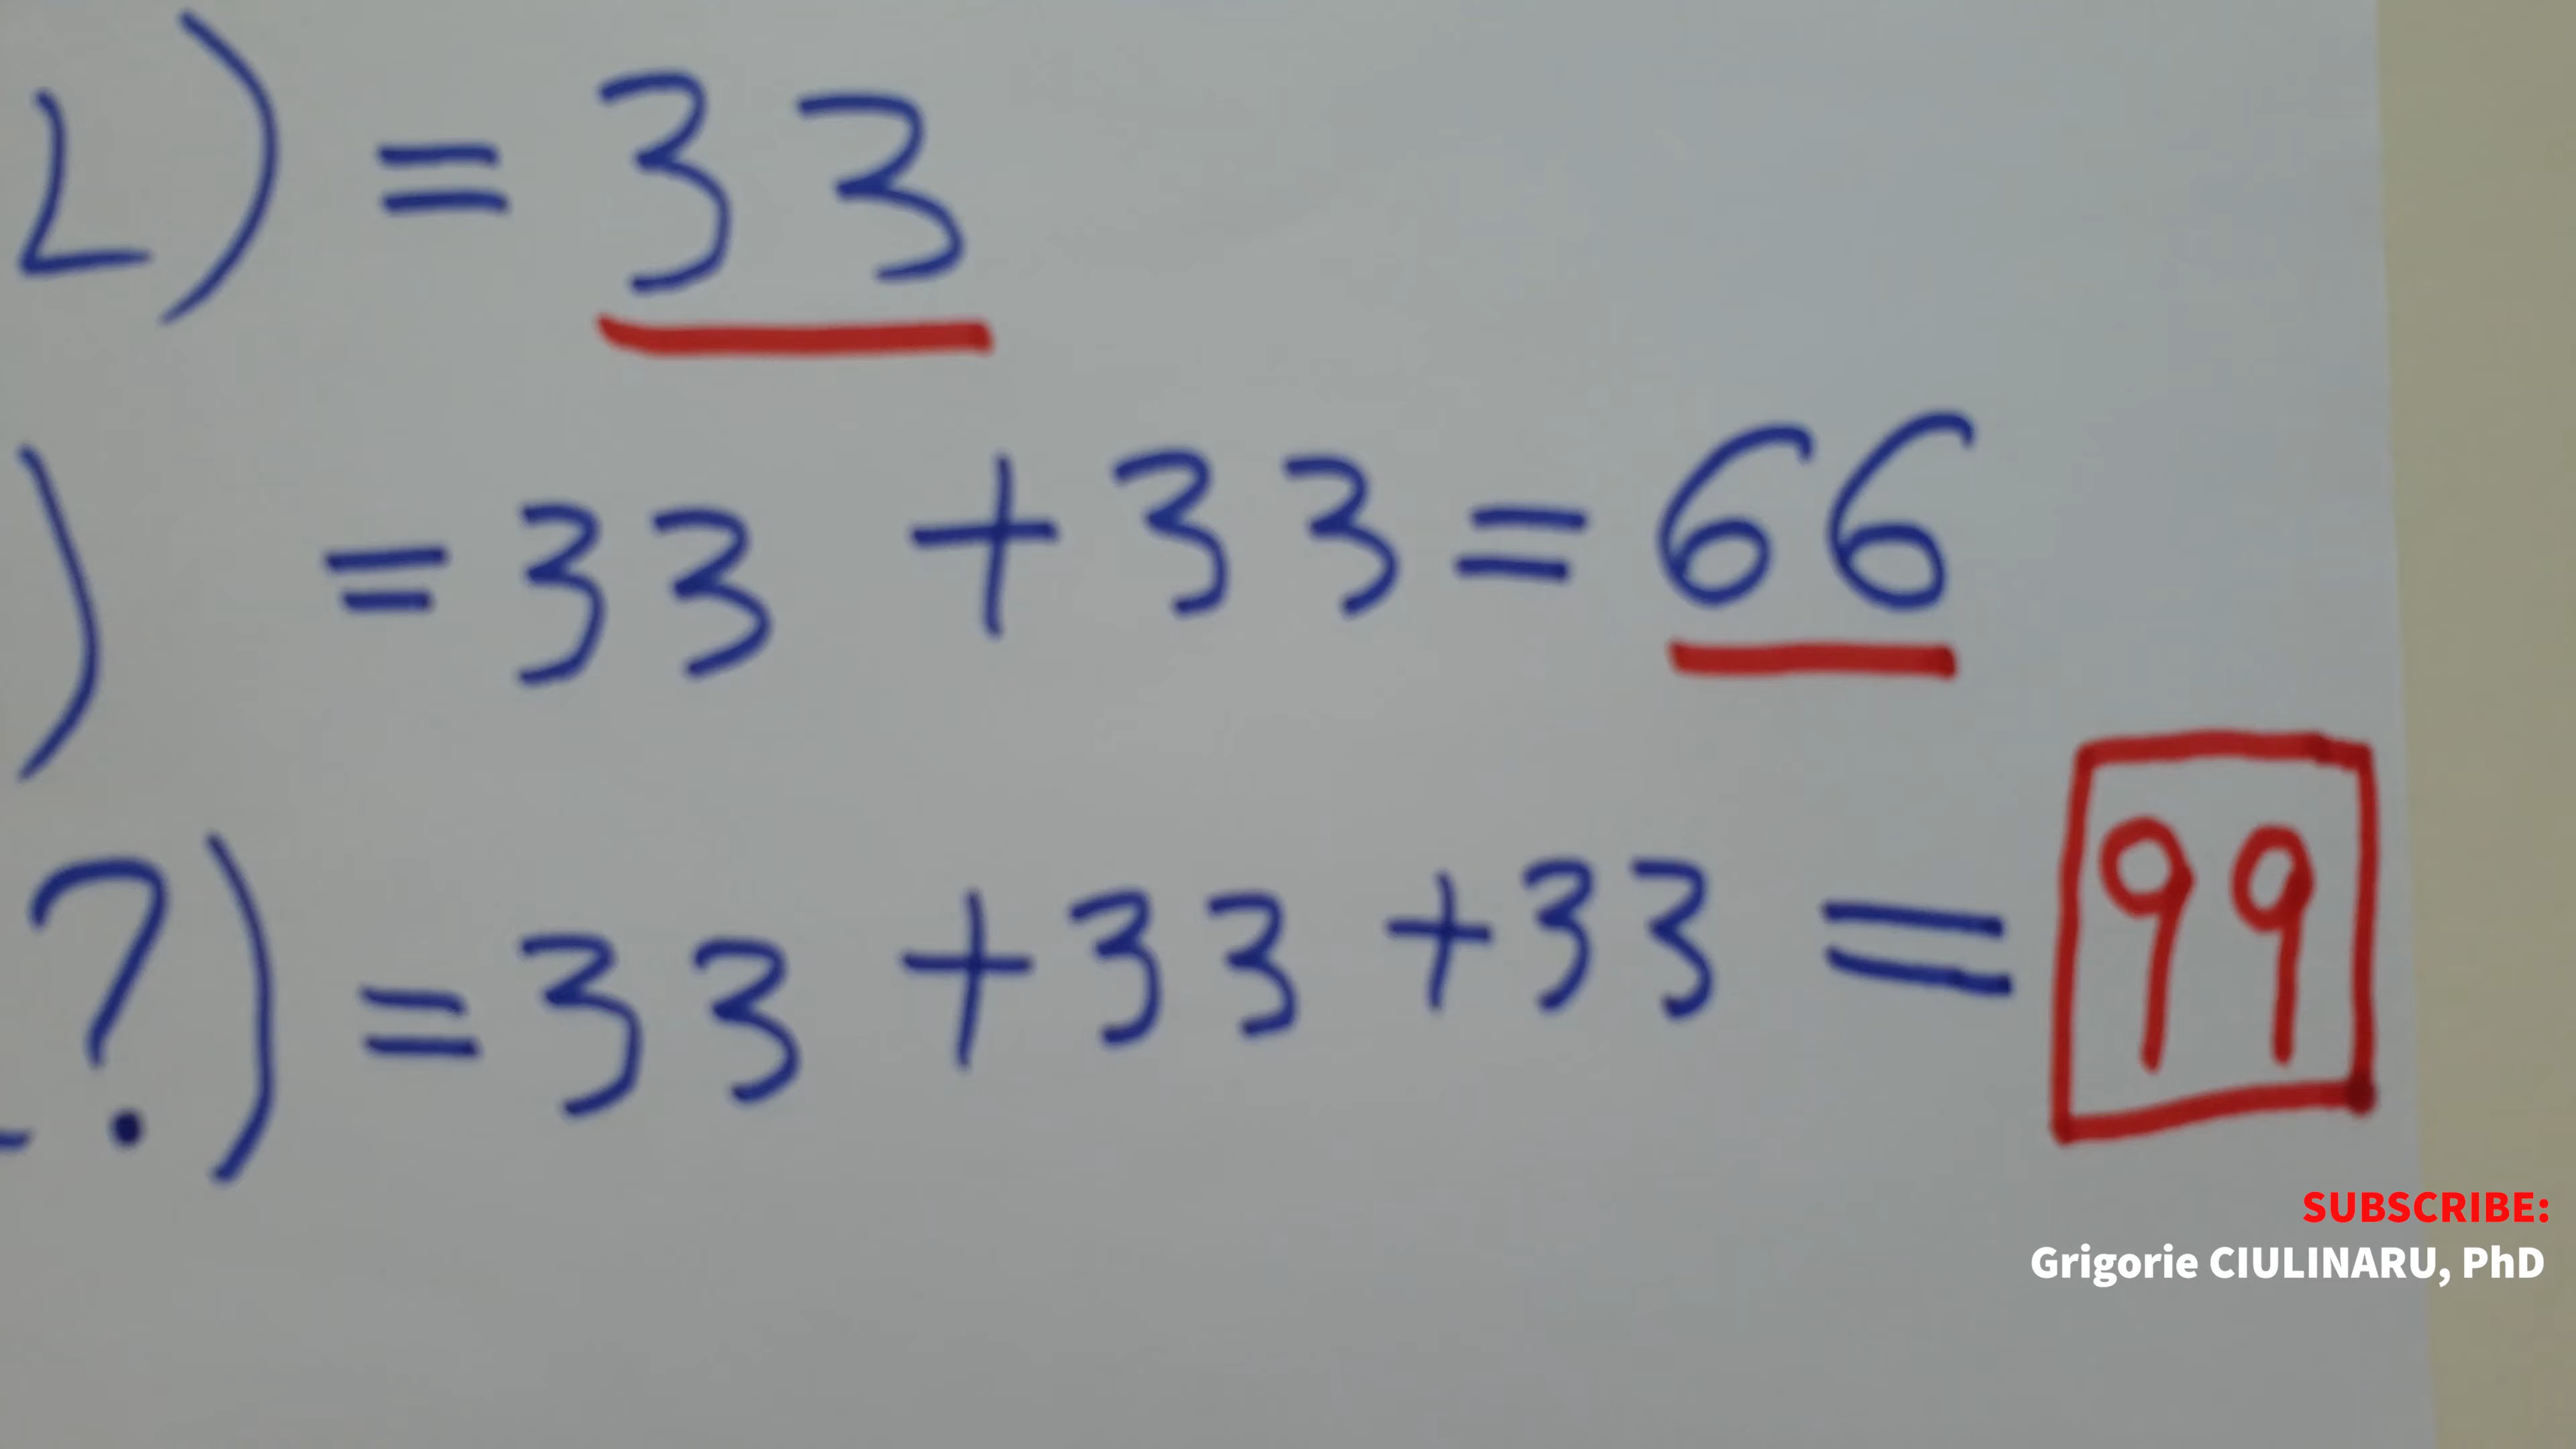 L) = 33
) = 33 + 33 = 66
?) = 33 + 33 + 33 = 99
SUBSCRIBE:
Grigorie CIULINARU, PhD